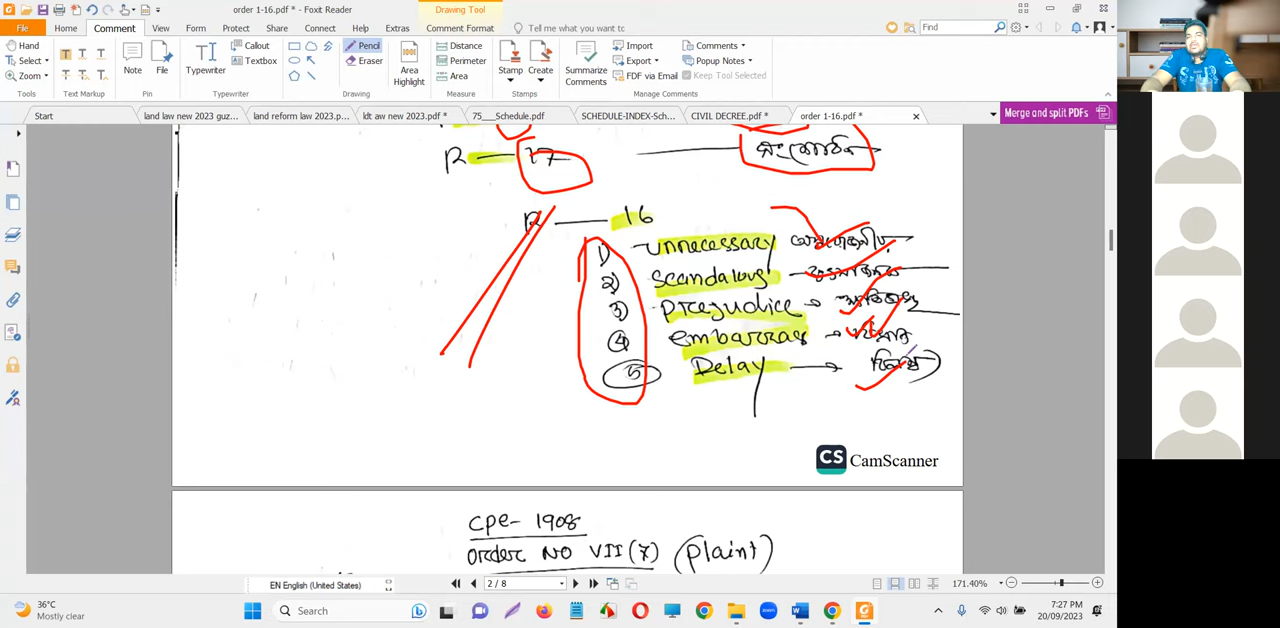 order 1-16.pdf * - Foxit Reader
Drawing Tool
File Home Comment View Form Protect Share Connect Help Extras Comment Format Tell me what you want to do Find
Hand Select Zoom Note File Typewriter Callout Textbox Pencil Eraser Area Highlight Distance Perimeter Area Stamp Create Summarize Comments Import Export FDF via Email Comments Popup Notes Keep Tool Selected
Tools Text Markup Pin Typewriter Drawing Measure Stamps Manage Comments
Start land law new 2023 guz... land reform law 2023.p... ldt aw new 2023.pdf * 75___Schedule.pdf SCHEDULE-INDEX-Sch... CIVIL DECREE.pdf * order 1-16.pdf * Merge and split PDFs
R — 17 সংশোধন
R — 16
1) unnecessary
2) Scandalous
3) prejudice
4) embarrass → বিব্রত
5) Delay → বিলম্ব)
CS CamScanner
CPC- 1908
Order NO VII (7) (plaint)
EN English (United States) 2 / 8 171.40%
36°C
Mostly clear
Search
7:27 PM
20/09/2023